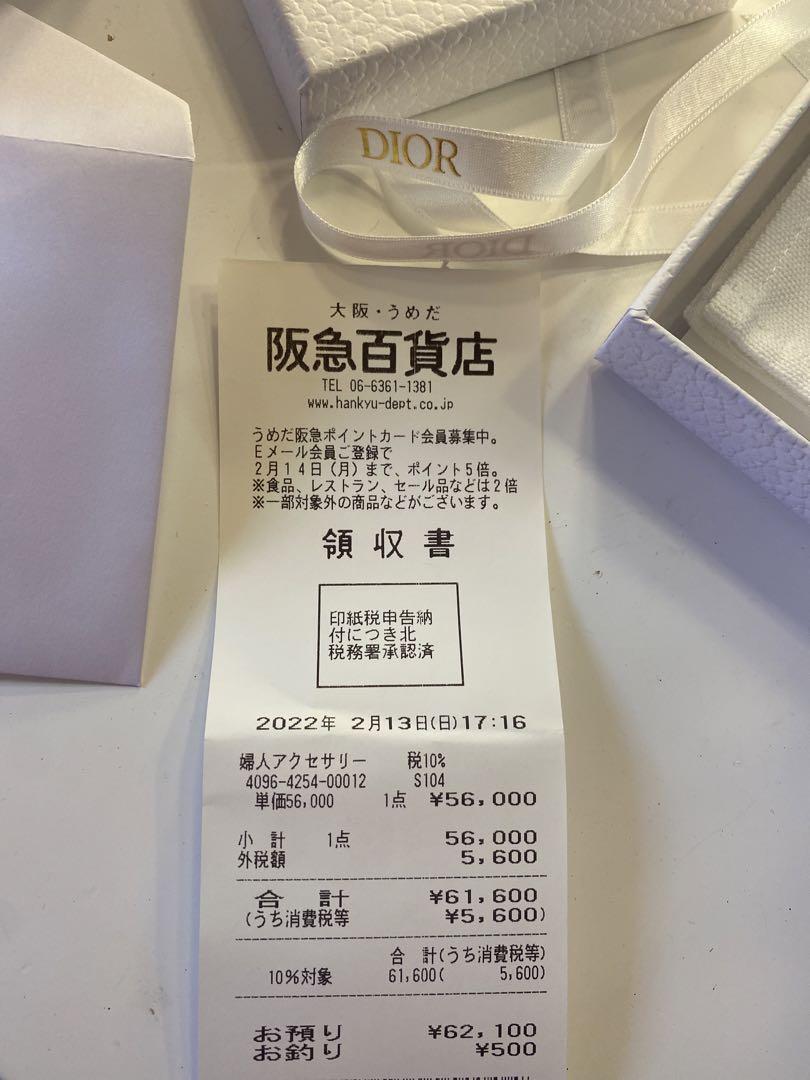 DIOR
DIOR
大阪・うめだ
阪急百貨店
TEL 06-6361-1381
www.hankyu-dept.co.jp
うめだ阪急ポイントカード会員募集中。
Eメール会員ご登録で
2月14日(月)まで、ポイント5倍。
※食品、レストラン、セール品などは2倍
※一部対象外の商品などがございます。
領収書
印紙税申告納
付につき北
税務署承認済
2022年 2月13日(日)17:16
婦人アクセサリー 税10%
4096-4254-00012 S104
単価56,000 1点 ¥56,000
小計 1点 56,000
外税額 5,600
合計 ¥61,600
(うち消費税等 ¥5,600)
合計(うち消費税等)
10%対象 61,600( 5,600)
お預り ¥62,100
お釣り ¥500